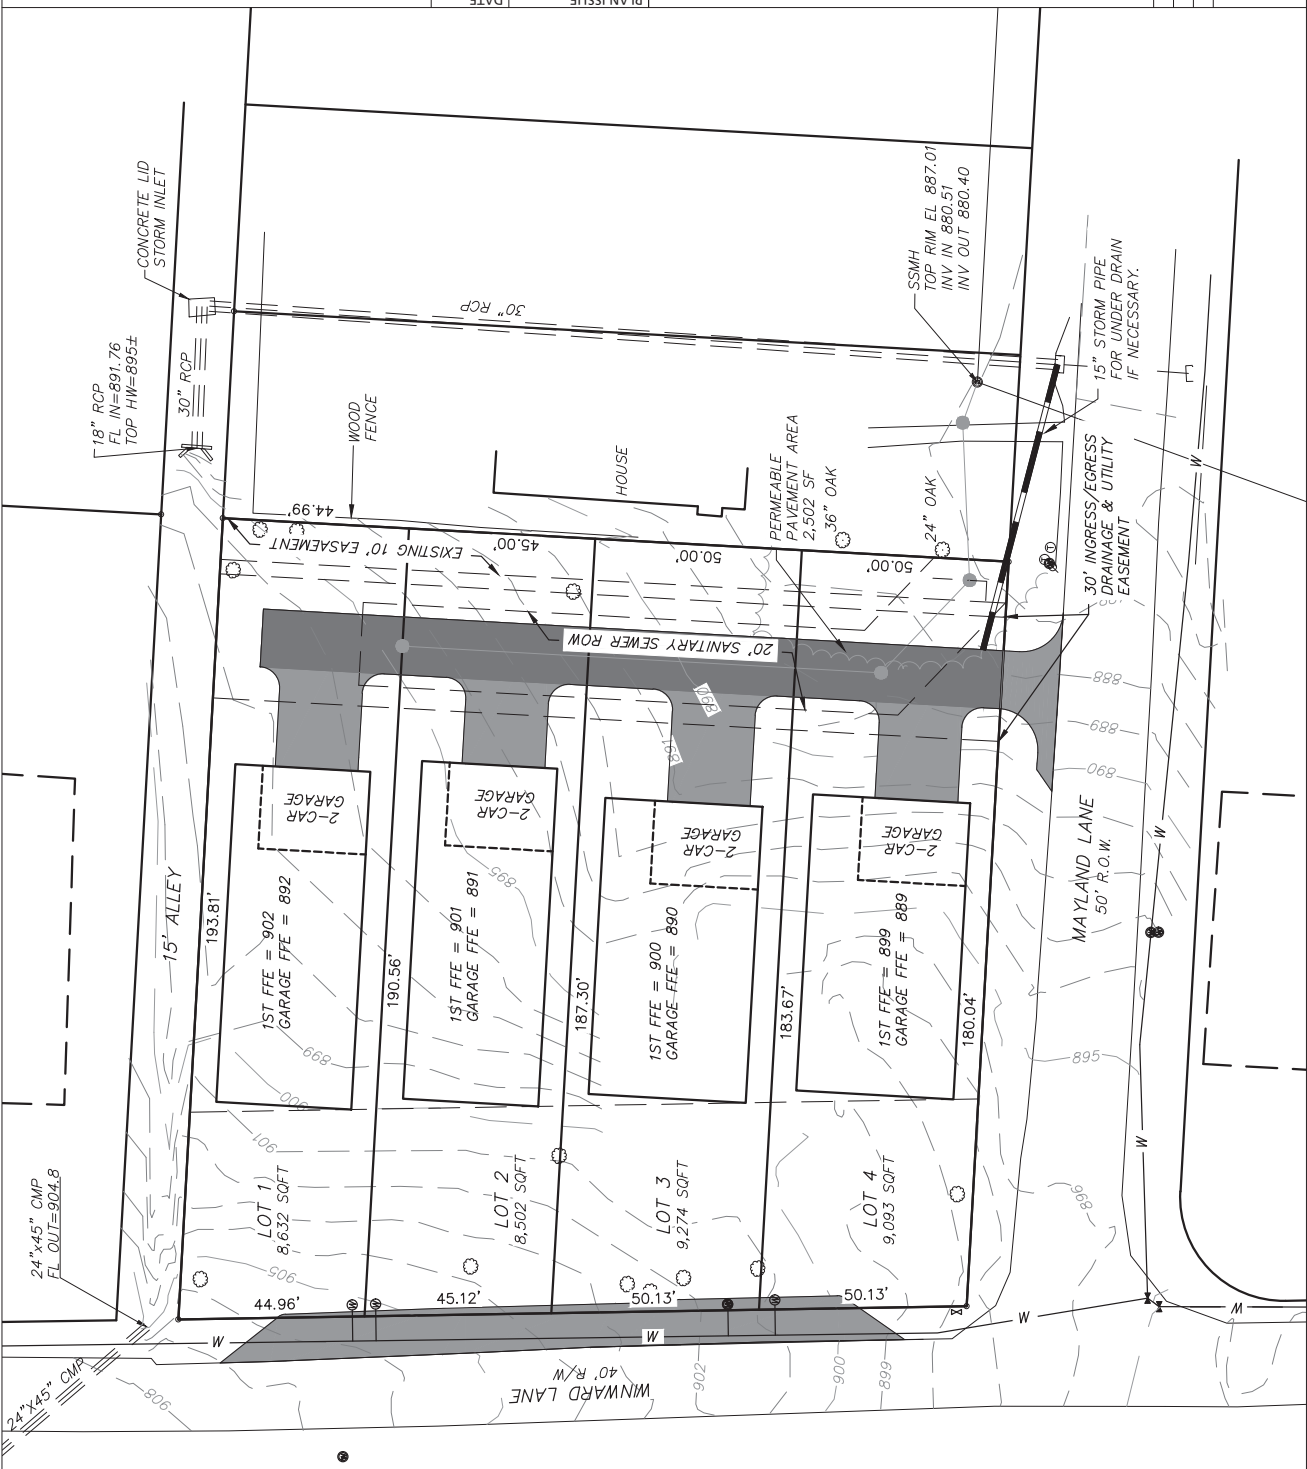 PLAN ISSUE
DATE
CONCRETE LID
STORM INLET
18" RCP
FL IN=891.76
TOP HW=895±
30" RCP
30" RCP
SSMH
TOP RIM EL 887.01
INV IN 880.51
INV OUT 880.40
15" STORM PIPE
FOR UNDER DRAIN
IF NECESSARY.
WOOD
FENCE
HOUSE
PERMEABLE
PAVEMENT AREA
2,502 SF
36" OAK
24" OAK
30' INGRESS/EGRESS
DRAINAGE & UTILITY
EASEMENT
44.99'
45.00'
50.00'
50.00'
EXISTING 10' EASAEMENT
20' SANITARY SEWER ROW
890
891
888
889
890
2-CAR
GARAGE
2-CAR
GARAGE
2-CAR
GARAGE
2-CAR
GARAGE
895
15' ALLEY
193.81'
1ST FFE = 902
GARAGE FFE = 892
190.56'
1ST FFE = 901
GARAGE FFE = 891
187.30'
1ST FFE = 900
GARAGE FFE = 890
183.67'
1ST FFE = 899
GARAGE FFE = 889
180.04'
MAYLAND LANE
50' R.O.W.
W
W
W
899
900
901
895
896
905
LOT 1
8,632 SQFT
LOT 2
8,502 SQFT
LOT 3
9,274 SQFT
LOT 4
9,093 SQFT
24"x45" CMP
FL OUT=904.8
44.96'
45.12'
50.13'
50.13'
W
W
W
W
24"X45" CMP
908
902
900
899
WINWARD LANE
40' R/W